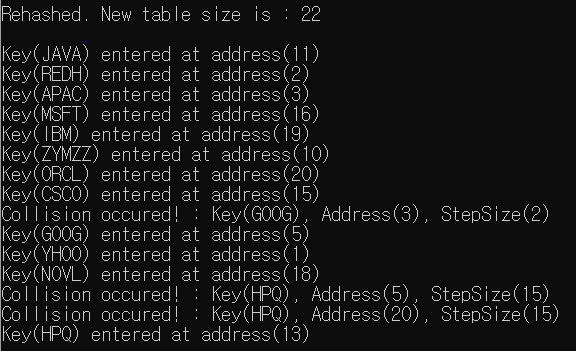 Rehashed. New table size is : 22
Key(JAVA) entered at address(11)
Key(REDH) entered at address(2)
Key(APAC) entered at address(3)
Key(MSFT) entered at address(16)
Key(IBM) entered at address(19)
Key(ZYMZZ) entered at address(10)
Key(ORCL) entered at address(20)
Key(CSCO) entered at address(15)
Collision occured! : Key(GOOG), Address(3), StepSize(2)
Key(GOOG) entered at address(5)
Key(YHOO) entered at address(1)
Key(NOVL) entered at address(18)
Collision occured! : Key(HPQ), Address(5), StepSize(15)
Collision occured! : Key(HPQ), Address(20), StepSize(15)
Key(HPQ) entered at address(13)